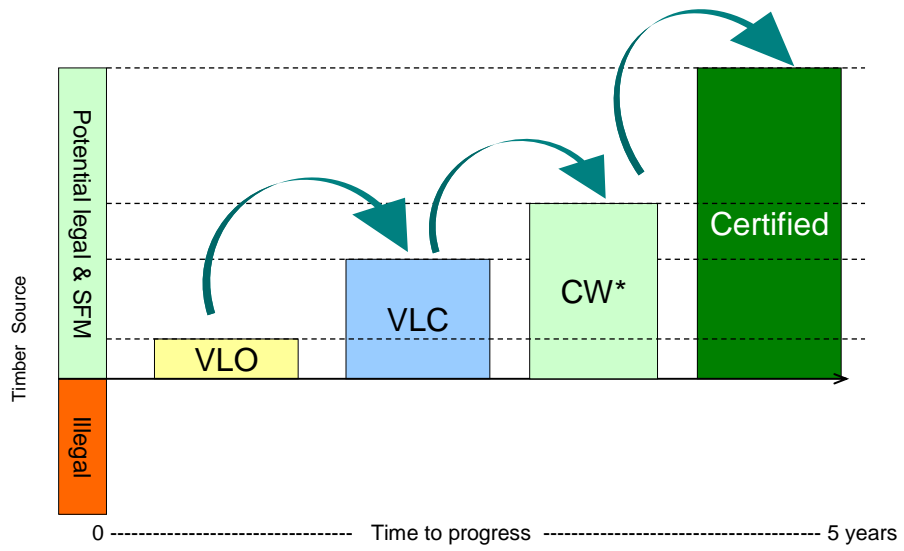 Timber Source
Potential legal & SFM
Illegal
VLO
VLC
CW*
Certified
0 ---------------------- Time to progress ---------------------- 5 years